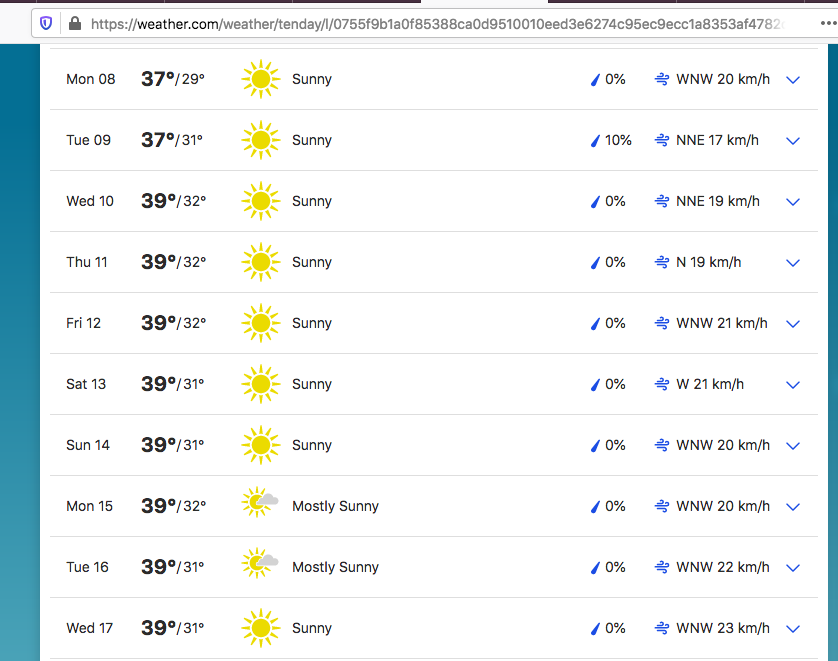 https://weather.com/weather/tenday/l/0755f9b1a0f85388ca0d9510010eed3e6274c95ec9ecc1a8353af4782
Mon 08 37°/29° Sunny 0% WNW 20 km/h
Tue 09 37°/31° Sunny 10% NNE 17 km/h
Wed 10 39°/32° Sunny 0% NNE 19 km/h
Thu 11 39°/32° Sunny 0% N 19 km/h
Fri 12 39°/32° Sunny 0% WNW 21 km/h
Sat 13 39°/31° Sunny 0% W 21 km/h
Sun 14 39°/31° Sunny 0% WNW 20 km/h
Mon 15 39°/32° Mostly Sunny 0% WNW 20 km/h
Tue 16 39°/31° Mostly Sunny 0% WNW 22 km/h
Wed 17 39°/31° Sunny 0% WNW 23 km/h